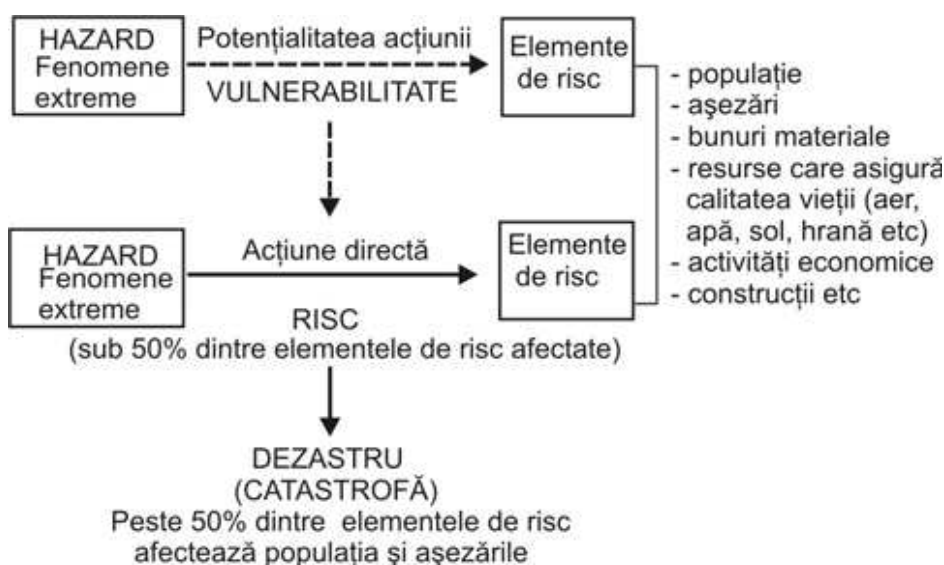 HAZARD
Fenomene
extreme
Potențialitatea acțiunii
VULNERABILITATE
Elemente
de risc
- populație
- așezări
- bunuri materiale
- resurse care asigură
calitatea vieții (aer,
apă, sol, hrană etc)
- activități economice
- construcții etc
HAZARD
Fenomene
extreme
Acțiune directă
Elemente
de risc
RISC
(sub 50% dintre elementele de risc afectate)
DEZASTRU
(CATASTROFĂ)
Peste 50% dintre elementele de risc
afectează populația și așezările